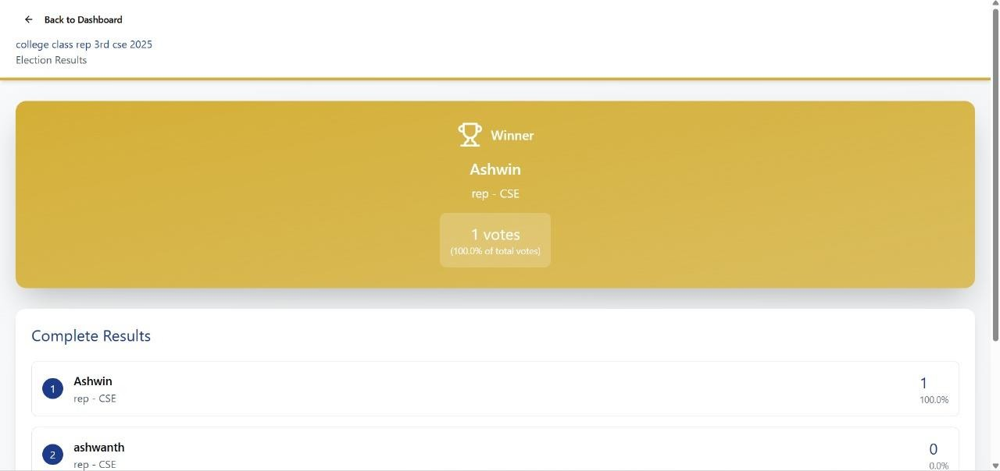 Back to Dashboard
college class rep 3rd cse 2025
Election Results
Winner
Ashwin
rep - CSE
1 votes
(100.0% of total votes)
Complete Results
1
Ashwin
1
rep - CSE
100.0%
2
ashwanth
0
rep - CSE
0.0%